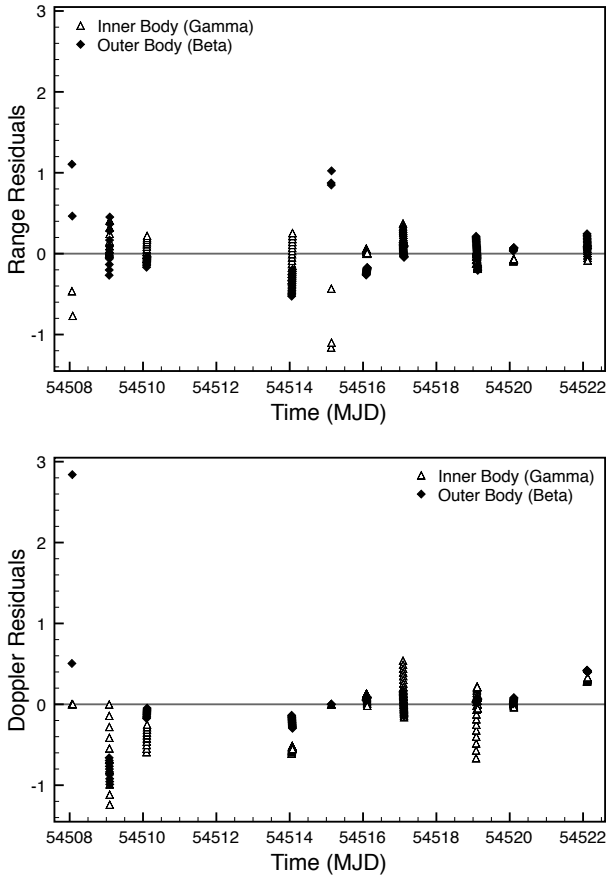 3
Inner Body (Gamma)
Outer Body (Beta)
2
1
0
-1
Range Residuals
54508 54510 54512 54514 54516 54518 54520 54522
Time (MJD)
3
Inner Body (Gamma)
Outer Body (Beta)
2
1
0
-1
Doppler Residuals
54508 54510 54512 54514 54516 54518 54520 54522
Time (MJD)